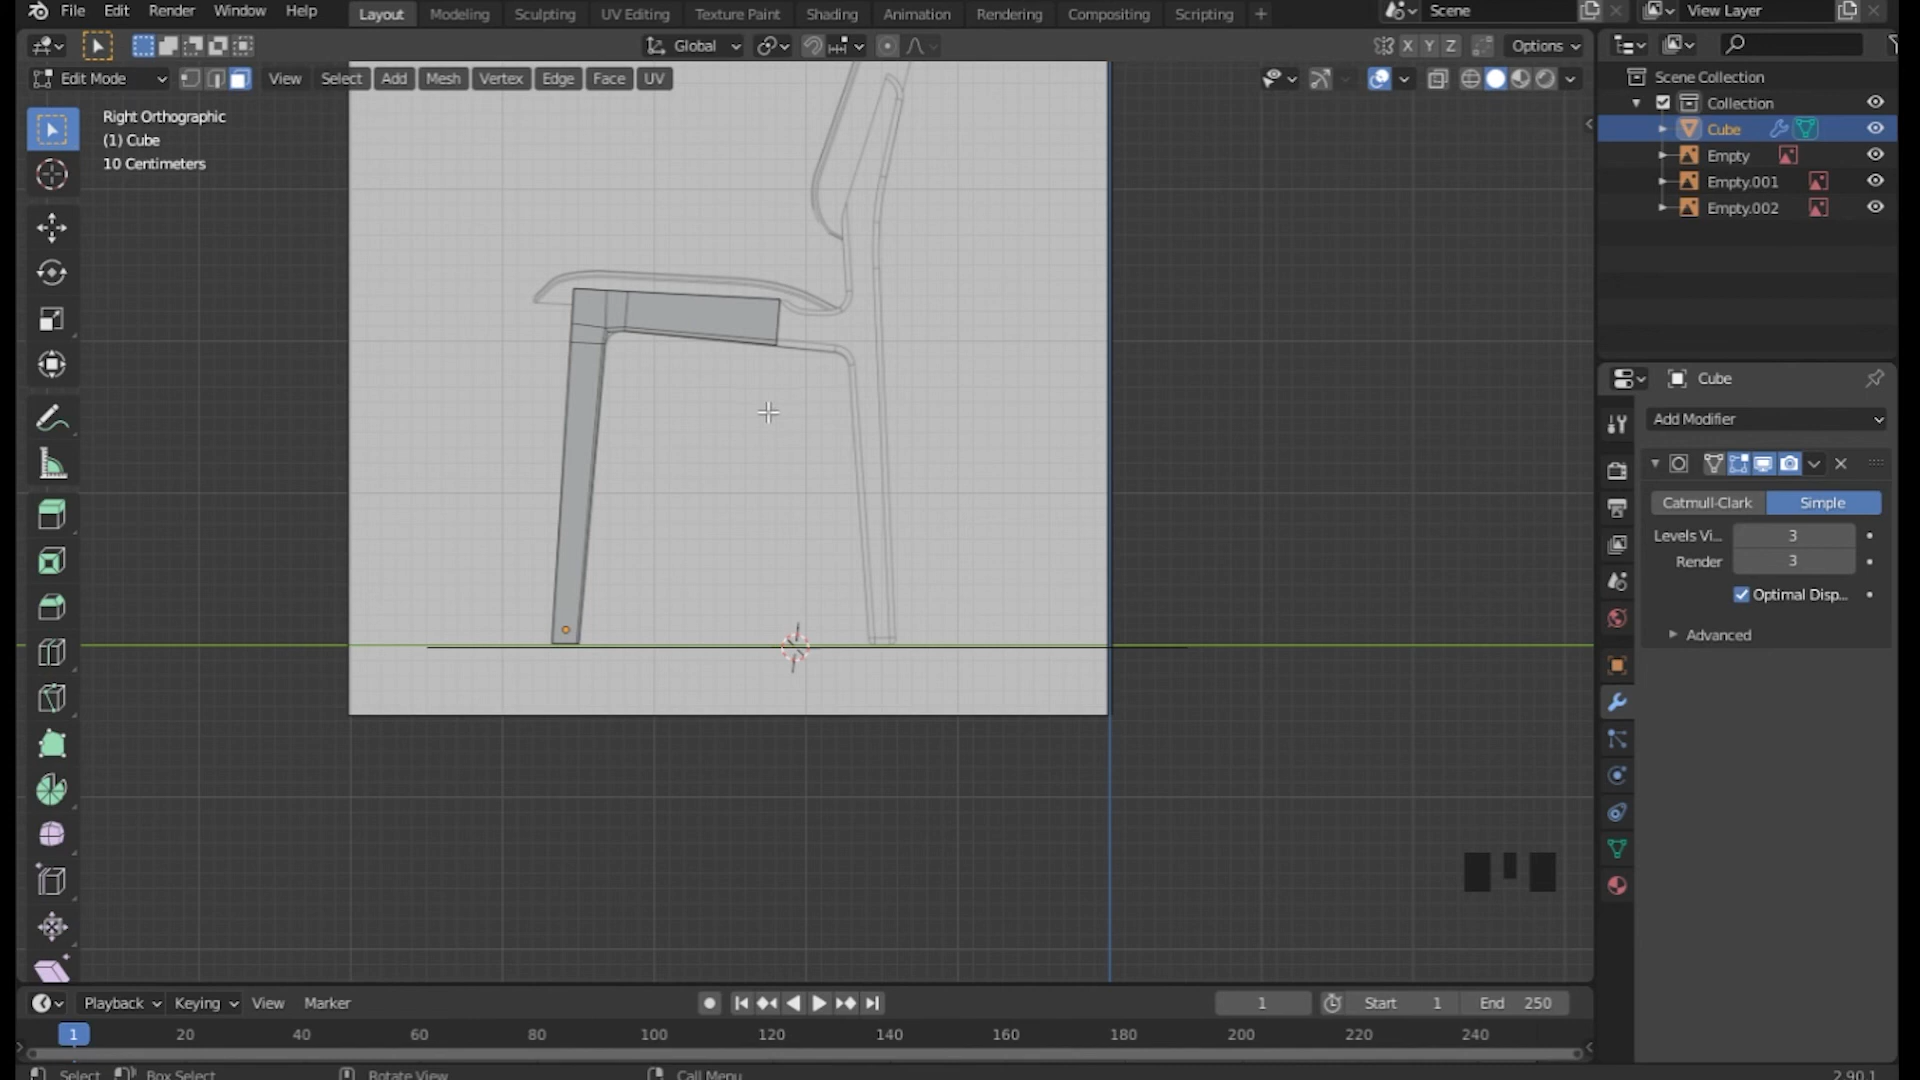 File Edit Render Window Help Layout Modeling Sculpting UV Editing Texture Paint Shading Animation Rendering Compositing Scripting + Scene View Layer
Global X Y Z Options
Edit Mode View Select Add Mesh Vertex Edge Face UV
Right Orthographic
(1) Cube
10 Centimeters
Scene Collection
Collection
Cube
Empty
Empty.001
Empty.002
Cube
Add Modifier
Catmull-Clark Simple
Levels Vi... 3
Render 3
Optimal Disp...
Advanced
Playback Keying View Marker 1 Start 1 End 250
1 20 40 60 80 100 120 140 160 180 200 220 240
Select Box Select Rotate View Call Menu 2.90.1